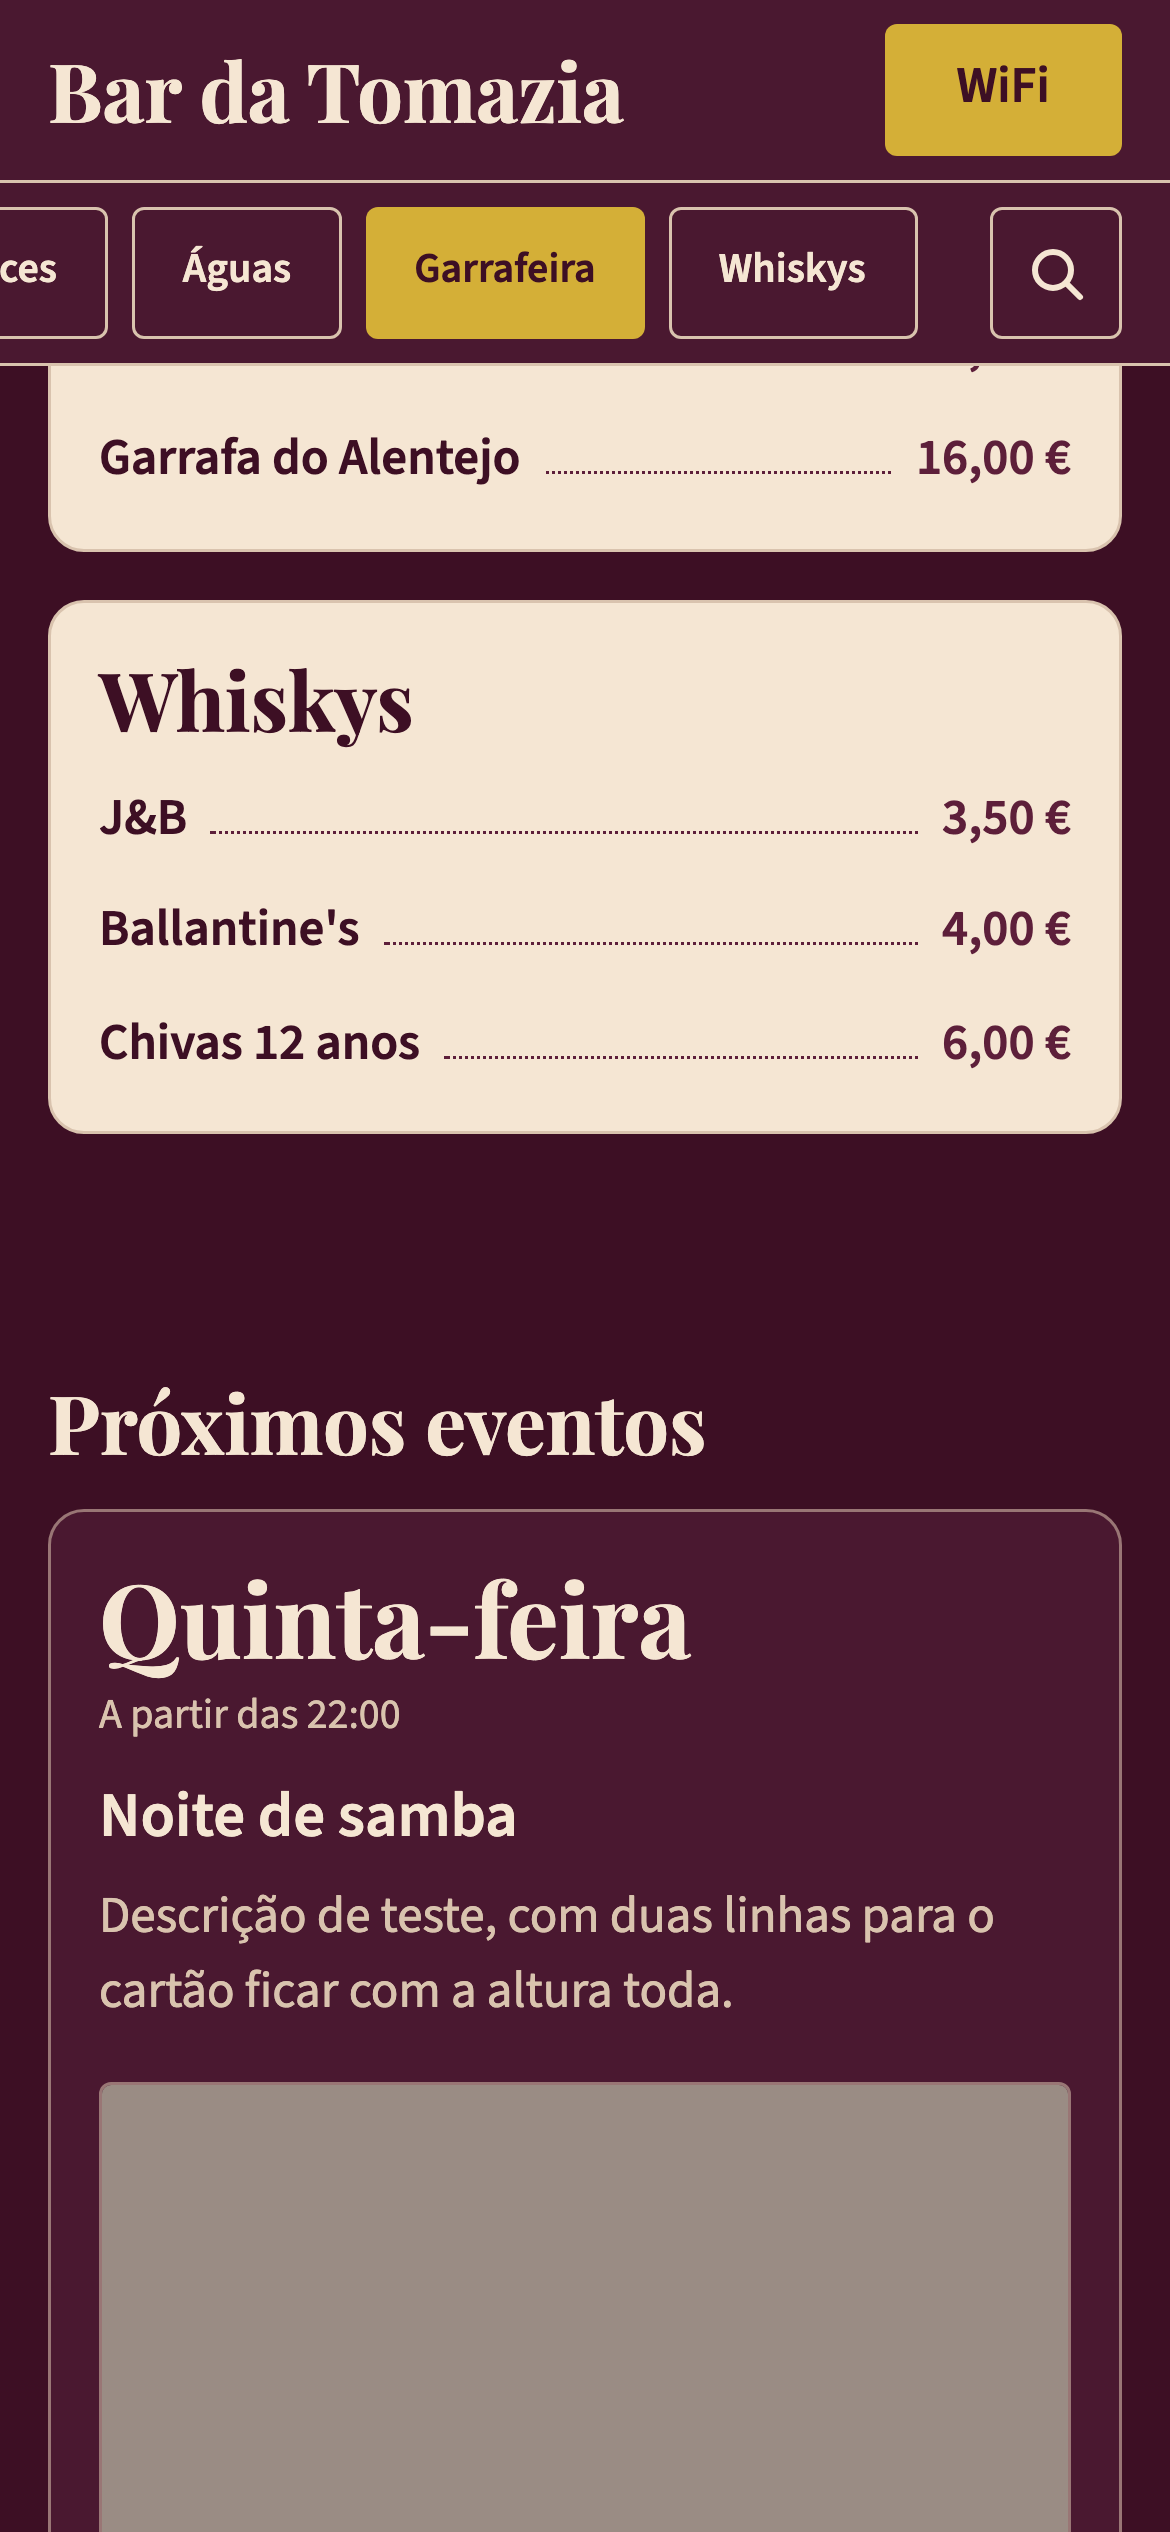 Bar da Tomazia
WiFi
ces
Águas
Garrafeira
Whiskys
Garrafa do Alentejo 16,00 €
Whiskys
J&B 3,50 €
Ballantine's 4,00 €
Chivas 12 anos 6,00 €
Próximos eventos
Quinta-feira
A partir das 22:00
Noite de samba
Descrição de teste, com duas linhas para o
cartão ficar com a altura toda.